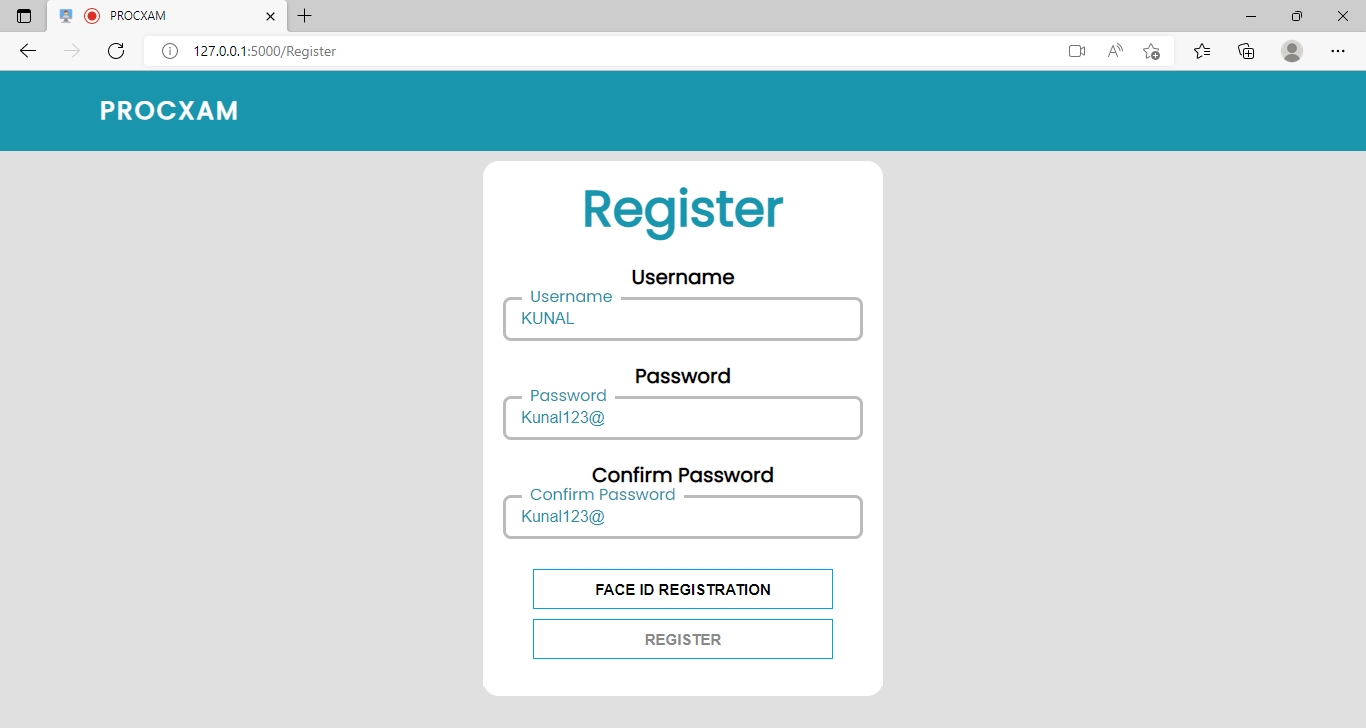 PROCXAM
127.0.0.1:5000/Register
PROCXAM
Register
Username
Username
KUNAL
Password
Password
Kunal123@
Confirm Password
Confirm Password
Kunal123@
FACE ID REGISTRATION
REGISTER